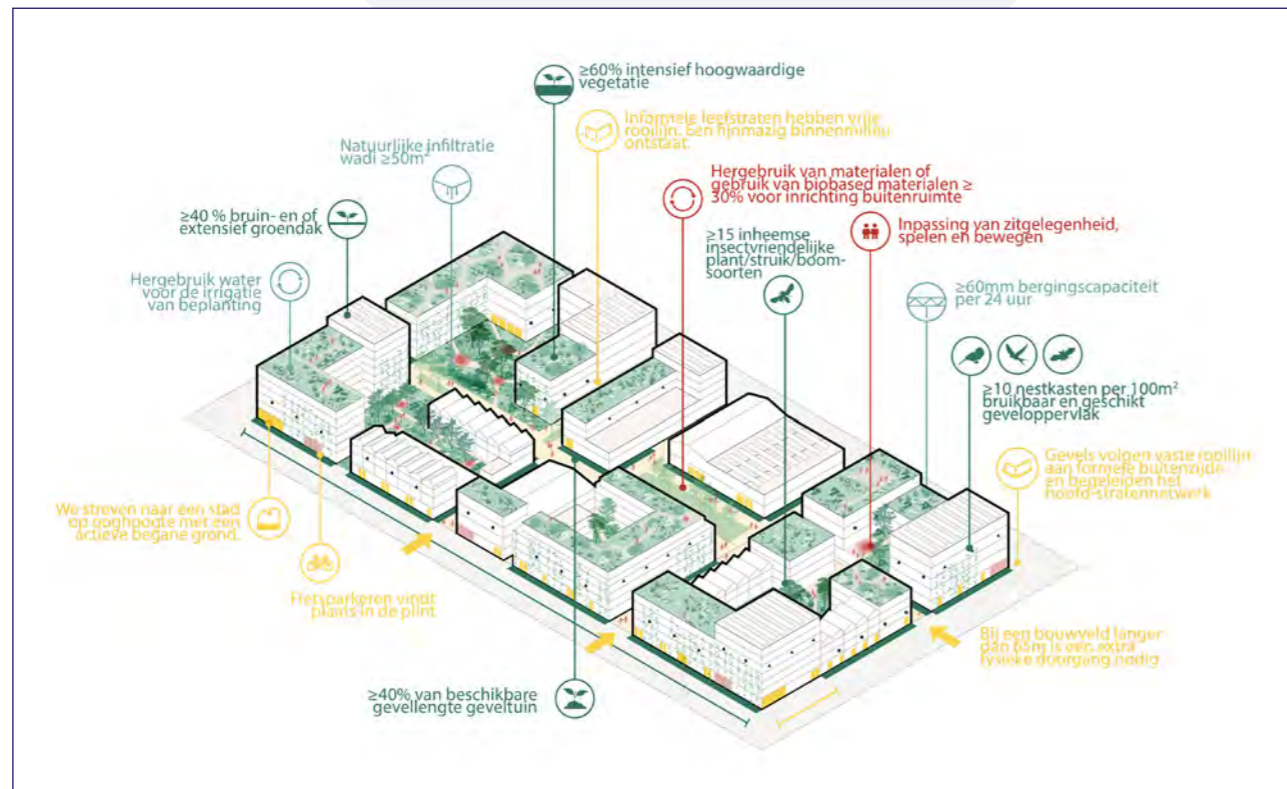 ≥60% intensief hoogwaardige
vegetatie
Informele leefstraten hebben vrije
rooilijn. Een fijnmazig binnenmilieu
ontstaat.
Natuurlijke infiltratie
wadi ≥50m²
Hergebruik van materialen of
gebruik van biobased materialen ≥
30% voor inrichting buitenruimte
≥40 % bruin- en of
extensief groendak
≥15 inheemse
insectvriendelijke
plant/struik/boom-
soorten
Inpassing van zitgelegenheid,
spelen en bewegen
Hergebruik water
voor de irrigatie
van beplanting
≥60mm bergingscapaciteit
per 24 uur
≥10 nestkasten per 100m²
bruikbaar en geschikt
geveloppervlak
Gevels volgen vaste rooilijn
aan formele buitenzijde
en begeleiden het
hoofd-stratennetwerk
We streven naar een stad
op ooghoogte met een
actieve begane grond.
Fietsparkeren vindt
plaats in de plint
Bij een bouwveld langer
dan 65m is een extra
fysieke doorgang nodig
≥40% van beschikbare
gevellengte geveltuin